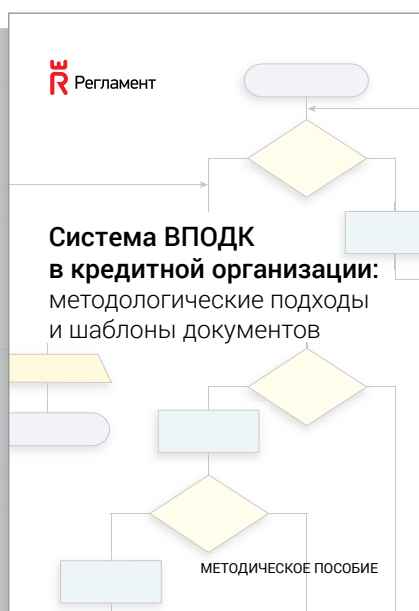 Регламент
Система ВПОДК
в кредитной организации:
методологические подходы
и шаблоны документов
МЕТОДИЧЕСКОЕ ПОСОБИЕ